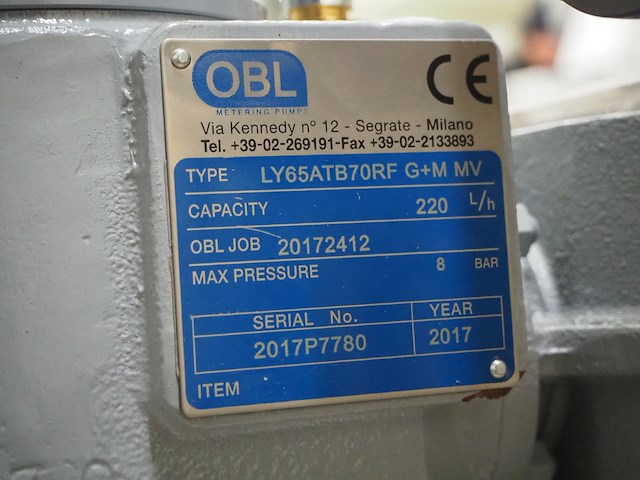 OBL
METERING PUMPS
CE
Via Kennedy n° 12 - Segrate - Milano
Tel. +39-02-269191-Fax +39-02-2133893
TYPE LY65ATB70RF G+M MV
CAPACITY 220 L/h
OBL JOB 20172412
MAX PRESSURE 8 BAR
SERIAL No. YEAR
2017P7780 2017
ITEM